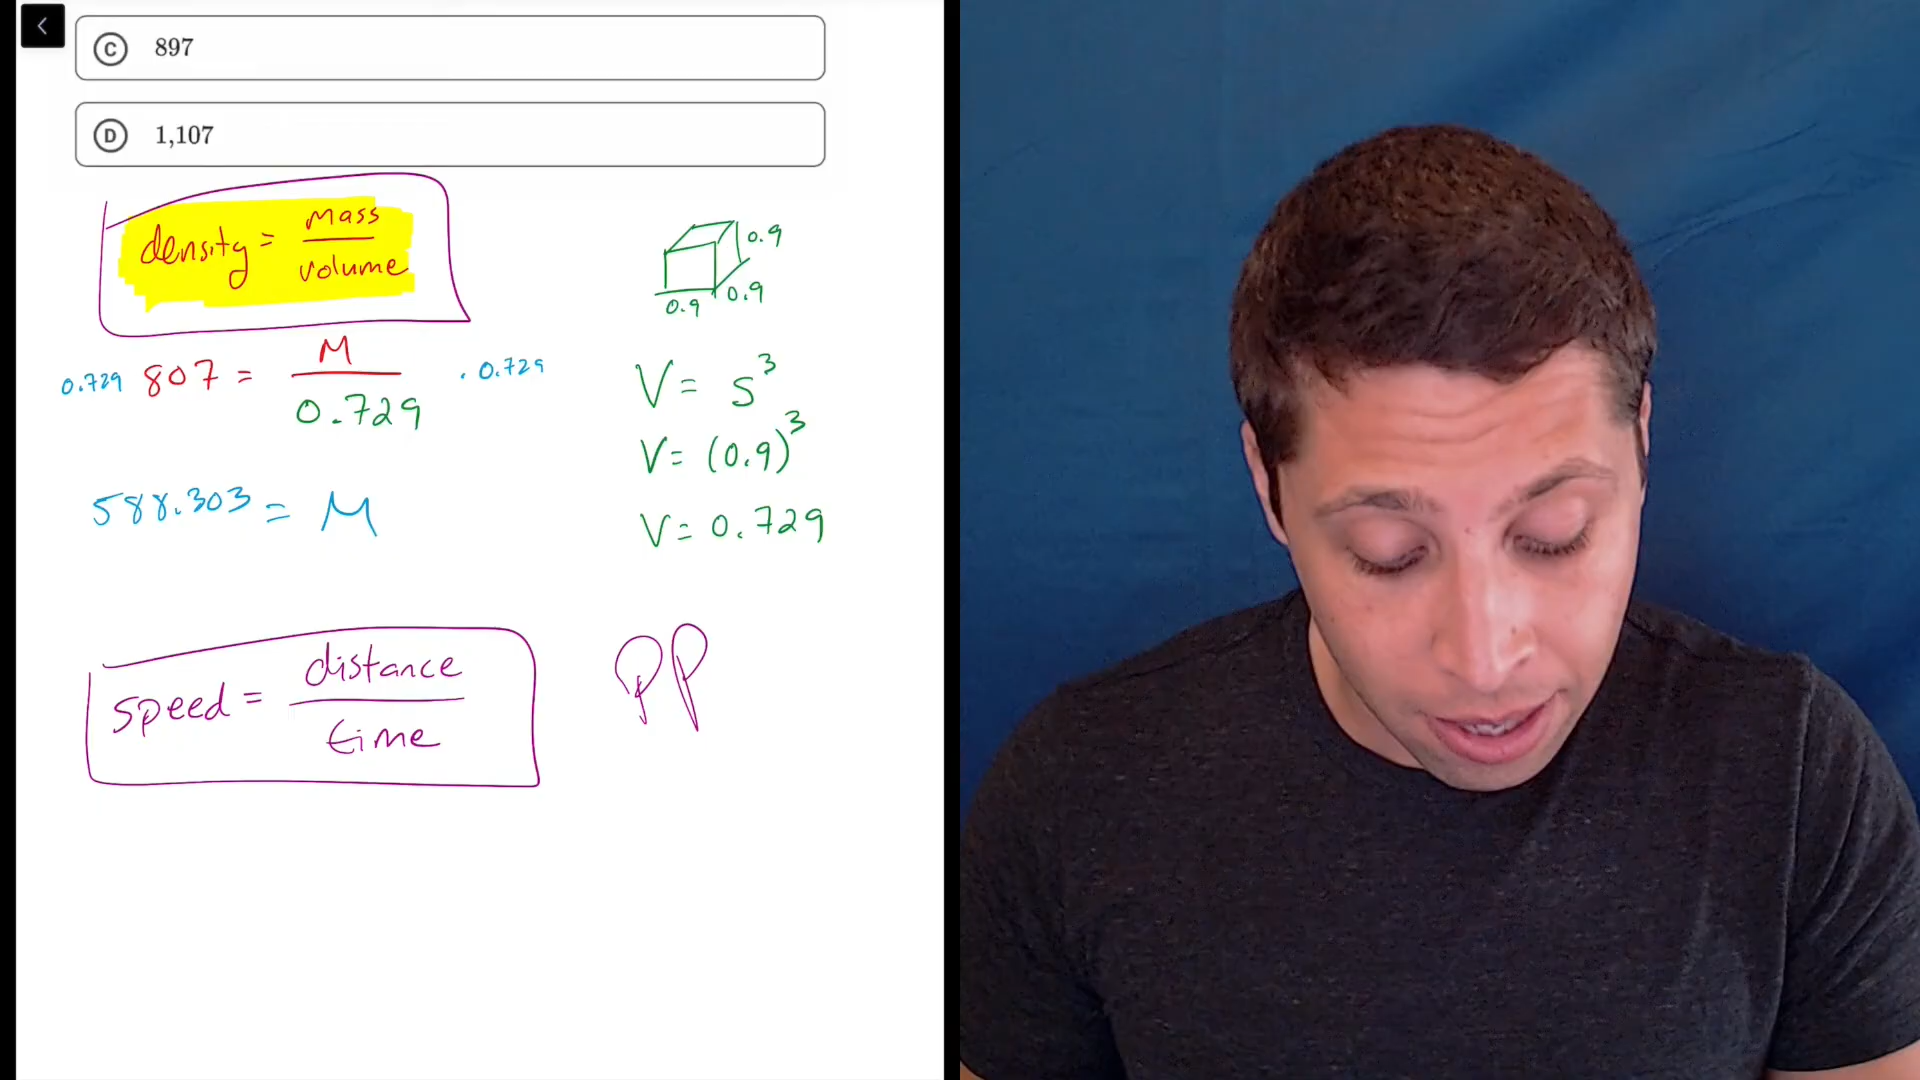 C 897
D 1,107
density = mass
volume
0.9
0.9 0.9
0.729 807 = M . 0.729
0.729
V = s³
V = (0.9)³
588.303 = M
V = 0.729
speed = distance
time
PP